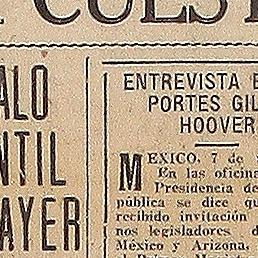 CUEST
ALO
NTIL
AYER
ENTREVISTA E
PORTES GIL
HOOVER
MEXICO, 7 de
En las oficina
Presidencia de
pública se dice q
recibido invitación
nos legisladores d
México y Arizona,